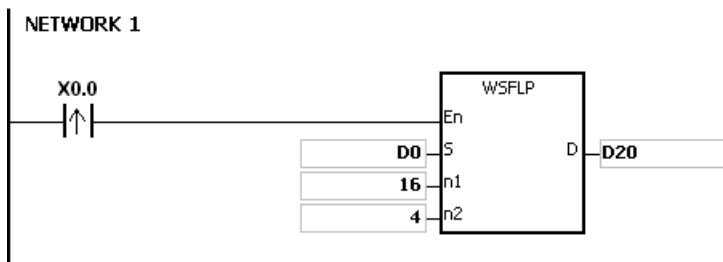 NETWORK 1
X0.0
WSFLP
En
D0 S D D20
16 n1
4 n2